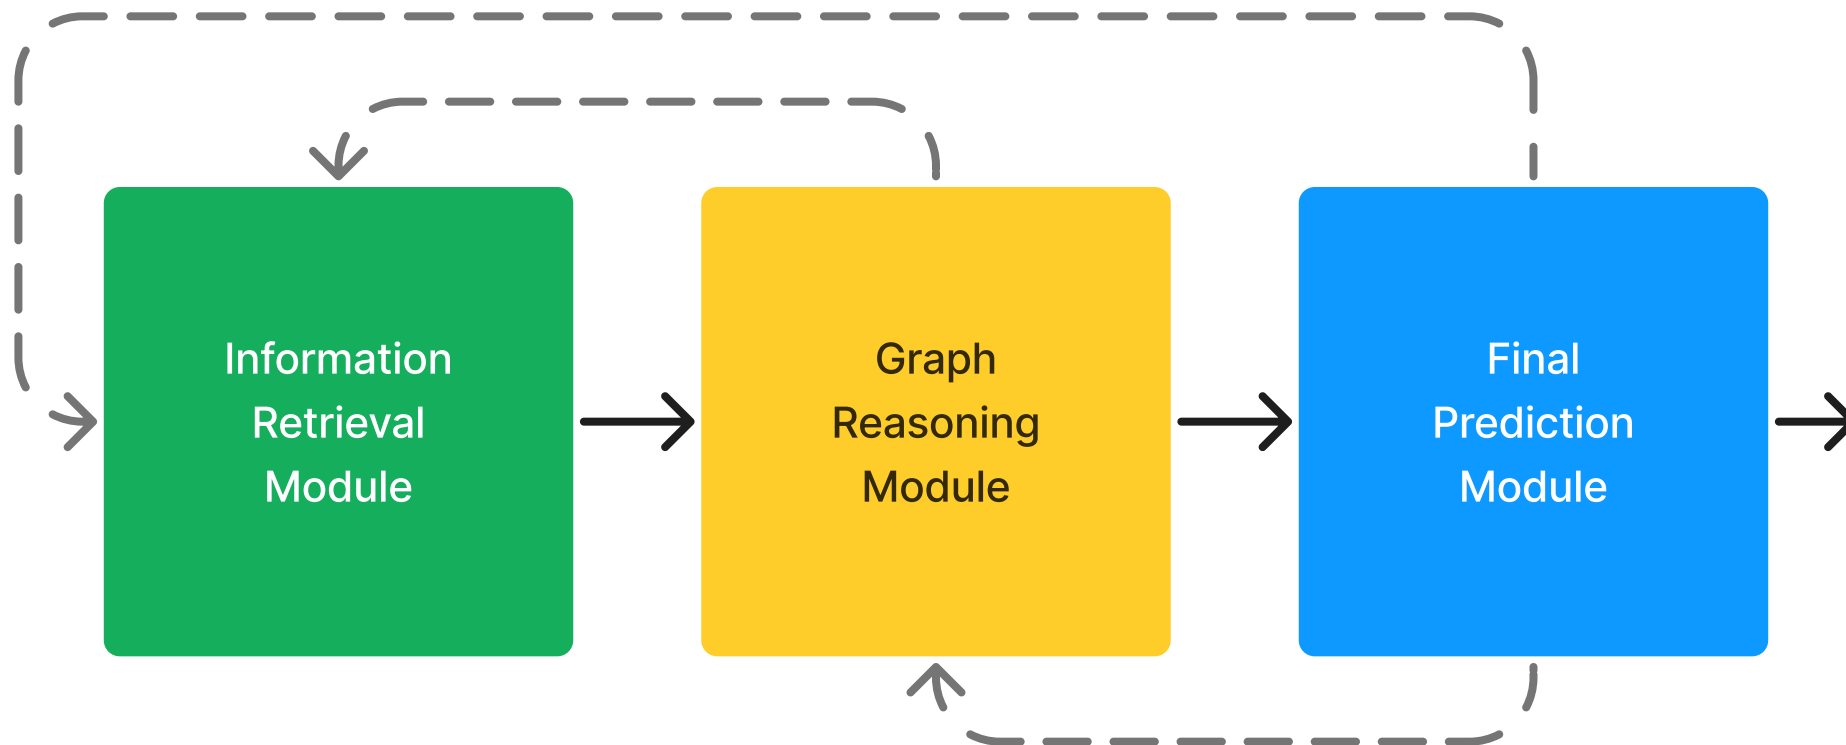 Information
Retrieval
Module
Graph
Reasoning
Module
Final
Prediction
Module